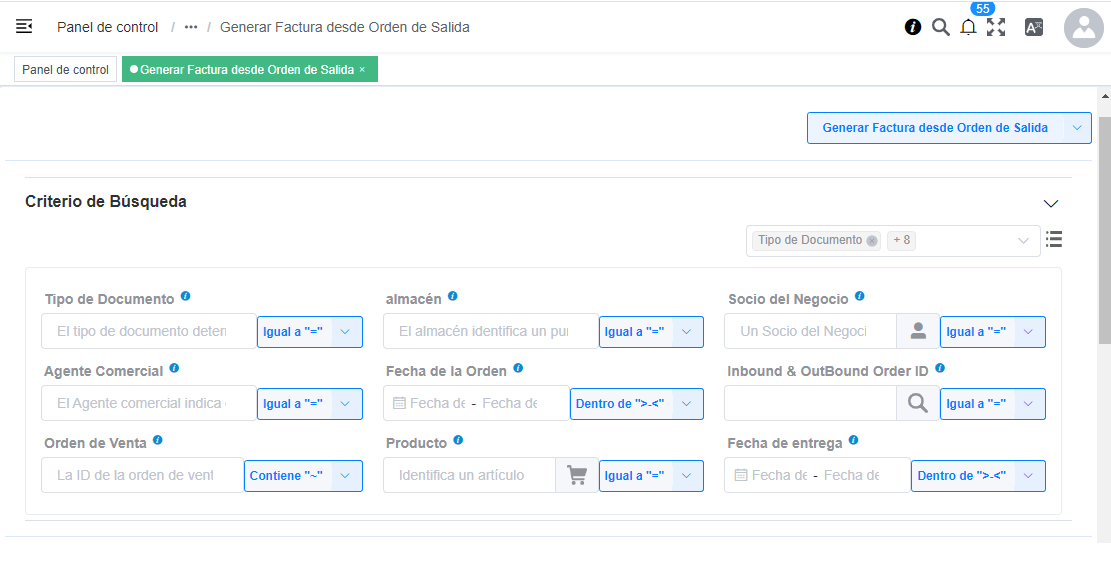 55
Panel de control / ••• / Generar Factura desde Orden de Salida
Panel de control
Generar Factura desde Orden de Salida ×
Generar Factura desde Orden de Salida
Criterio de Búsqueda
Tipo de Documento + 8
Tipo de Documento almacén Socio del Negocio
El tipo de documento deten Igual a "=" El almacén identifica un pui Igual a "=" Un Socio del Negoci Igual a "="
Agente Comercial Fecha de la Orden Inbound & OutBound Order ID
El Agente comercial indica Igual a "=" Fecha de - Fecha de Dentro de ">-<" Igual a "="
Orden de Venta Producto Fecha de entrega
La ID de la orden de vent Contiene "~" Identifica un artículo Igual a "=" Fecha de - Fecha de Dentro de ">-<"